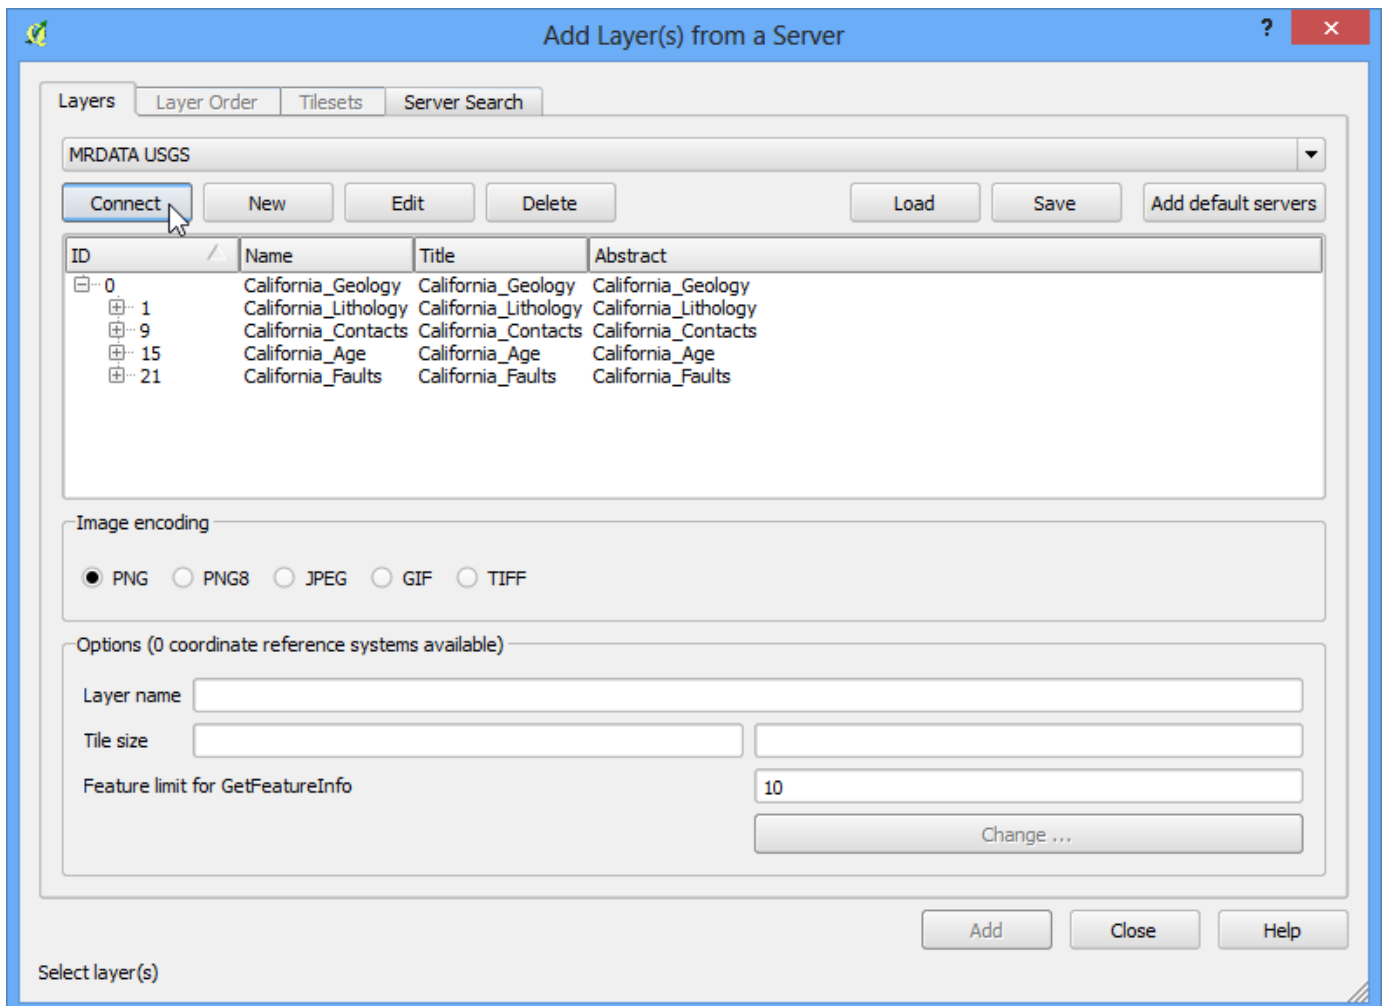 Add Layer(s) from a Server
?
Layers Layer Order Tilesets Server Search
MRDATA USGS
Connect New Edit Delete Load Save Add default servers
ID Name Title Abstract
0 California_Geology California_Geology California_Geology
1 California_Lithology California_Lithology California_Lithology
9 California_Contacts California_Contacts California_Contacts
15 California_Age California_Age California_Age
21 California_Faults California_Faults California_Faults
Image encoding
PNG PNG8 JPEG GIF TIFF
Options (0 coordinate reference systems available)
Layer name
Tile size
Feature limit for GetFeatureInfo 10
Change ...
Add Close Help
Select layer(s)